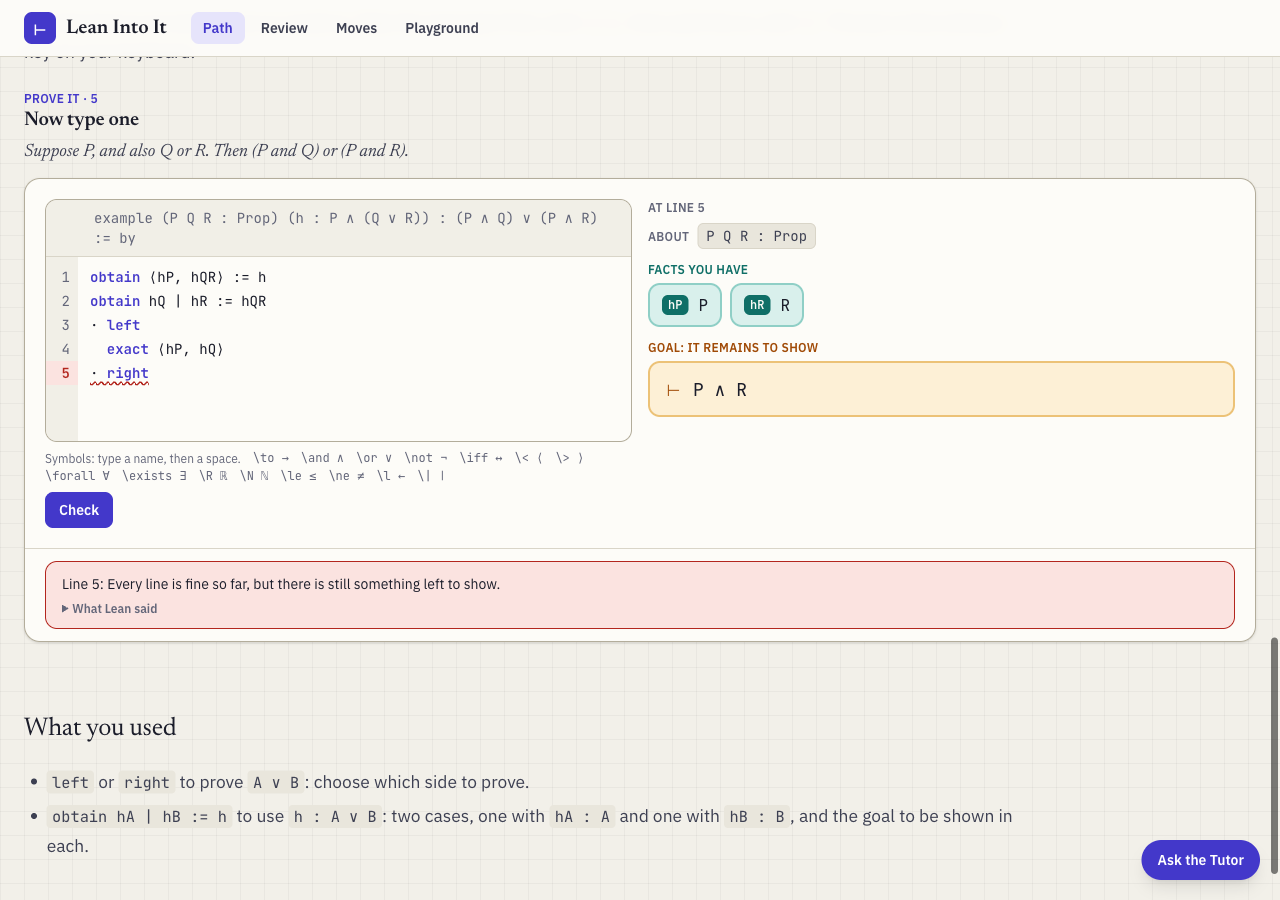 ⊢ Lean Into It Path Review Moves Playground
PROVE IT · 5
Now type one
Suppose P, and also Q or R. Then (P and Q) or (P and R).
example (P Q R : Prop) (h : P ∧ (Q ∨ R)) : (P ∧ Q) ∨ (P ∧ R)
:= by
1 obtain ⟨hP, hQR⟩ := h
2 obtain hQ | hR := hQR
3 · left
4 exact ⟨hP, hQ⟩
5 · right
Symbols: type a name, then a space. \to → \and ∧ \or ∨ \not ¬ \iff ↔ \< ⟨ \> ⟩
\forall ∀ \exists ∃ \R ℝ \N ℕ \le ≤ \ne ≠ \l ← \| ∣
Check
AT LINE 5
ABOUT P Q R : Prop
FACTS YOU HAVE
hP P hR R
GOAL: IT REMAINS TO SHOW
⊢ P ∧ R
Line 5: Every line is fine so far, but there is still something left to show.
What Lean said
What you used
• left or right to prove A ∨ B: choose which side to prove.
• obtain hA | hB := h to use h : A ∨ B: two cases, one with hA : A and one with hB : B, and the goal to be shown in
each.
Ask the Tutor